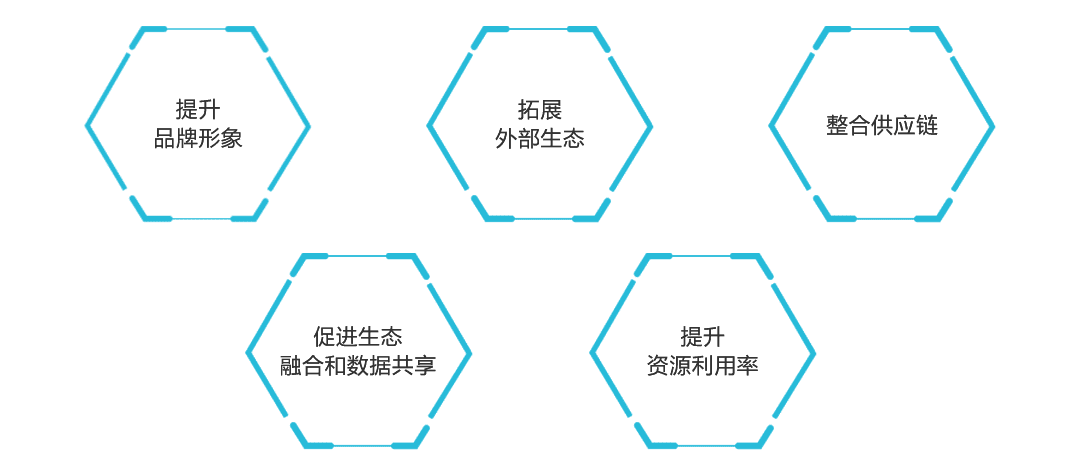 提升
品牌形象
拓展
外部生态
整合供应链
促进生态
融合和数据共享
提升
资源利用率